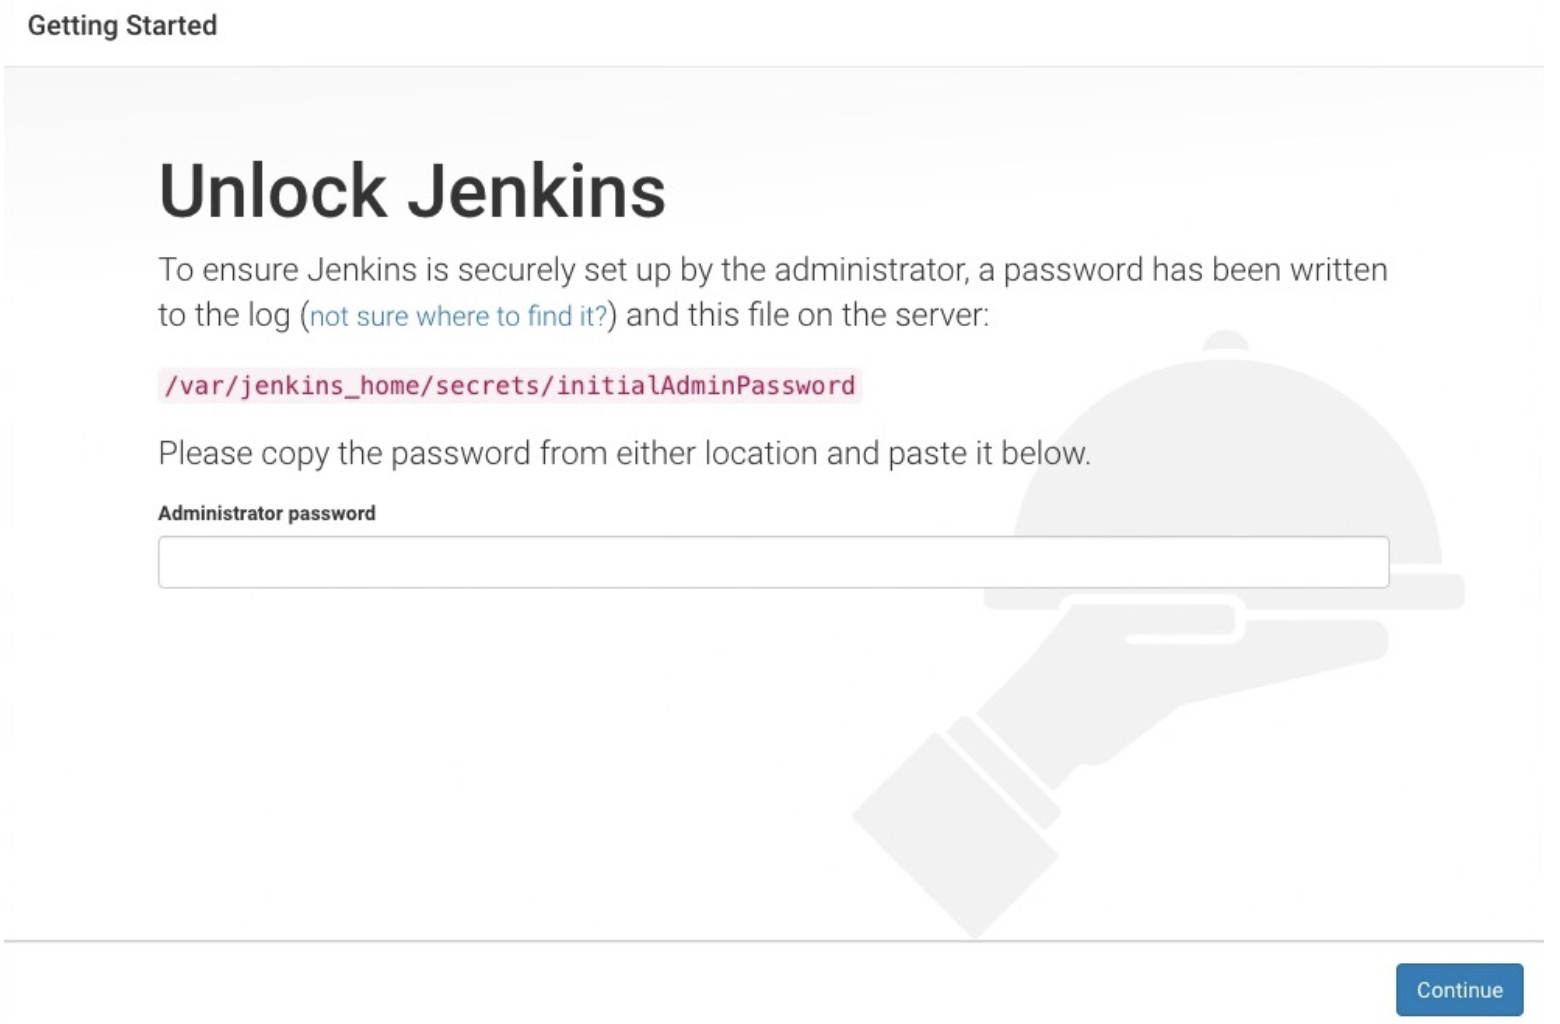 Getting Started
Unlock Jenkins
To ensure Jenkins is securely set up by the administrator, a password has been written
to the log (not sure where to find it?) and this file on the server:
/var/jenkins_home/secrets/initialAdminPassword
Please copy the password from either location and paste it below.
Administrator password
Continue